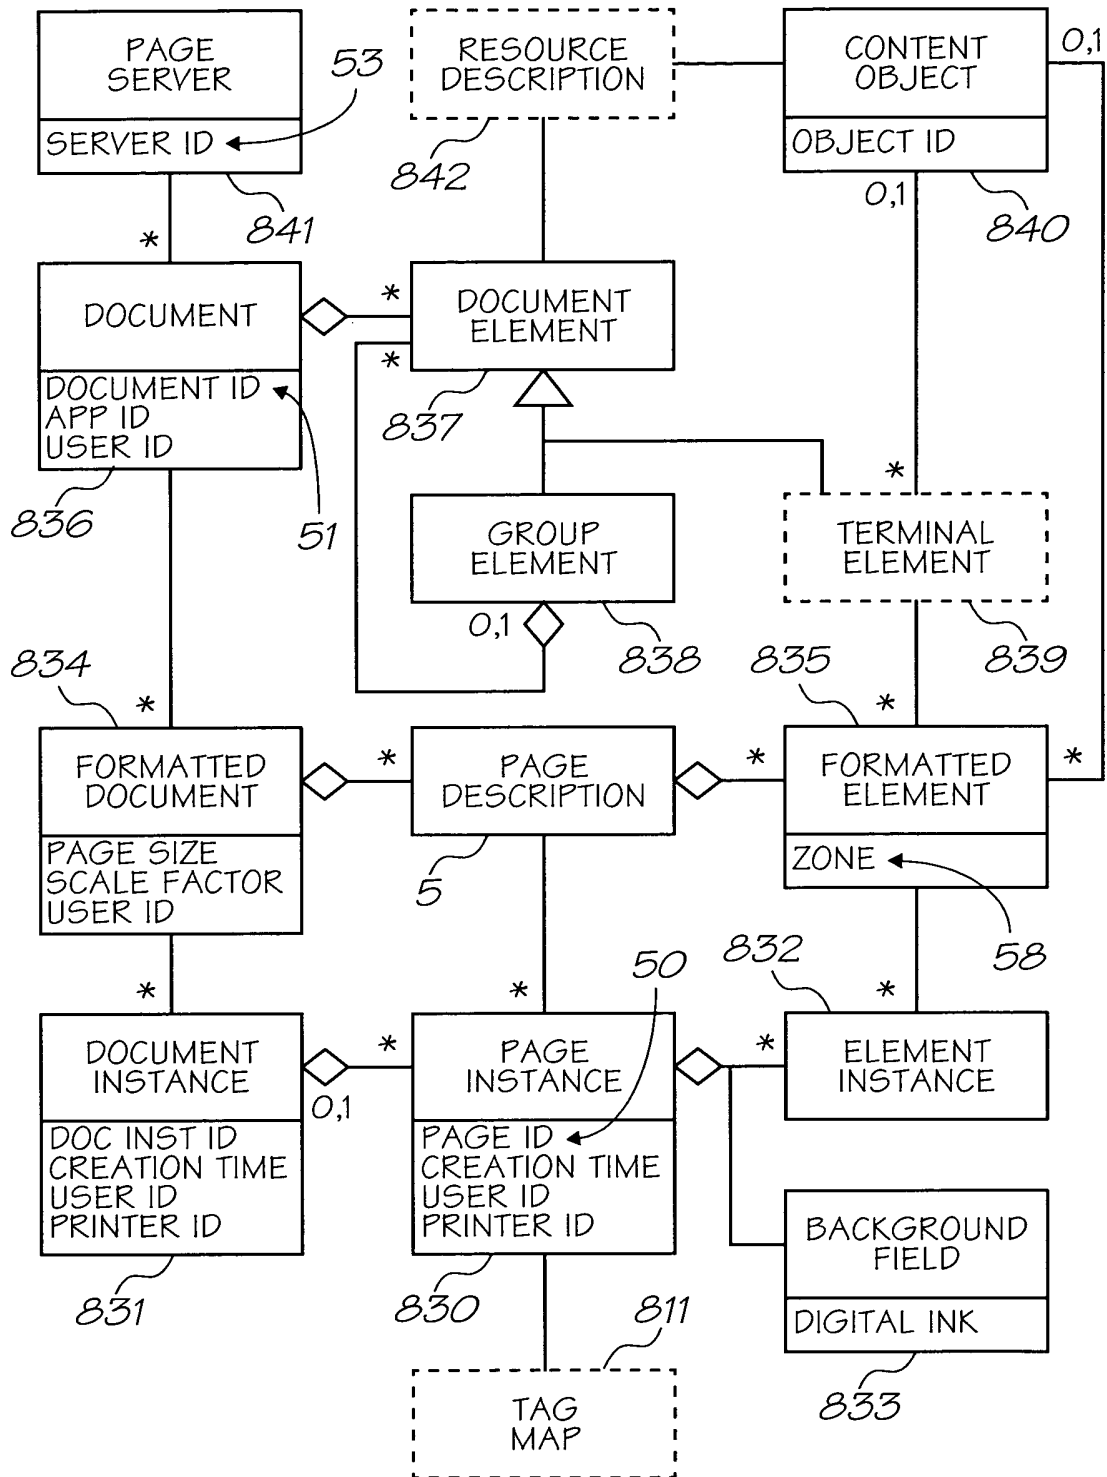 PAGE
SERVER
SERVER ID
53
841
RESOURCE
DESCRIPTION
842
CONTENT
OBJECT
OBJECT ID
0,1
0,1
840
*
DOCUMENT
DOCUMENT ID
APP ID
USER ID
836
51
*
*
DOCUMENT
ELEMENT
837
GROUP
ELEMENT
0,1
838
*
TERMINAL
ELEMENT
839
834
*
FORMATTED
DOCUMENT
PAGE SIZE
SCALE FACTOR
USER ID
*
PAGE
DESCRIPTION
5
835
*
*
*
FORMATTED
ELEMENT
ZONE
58
*
DOCUMENT
INSTANCE
0,1
DOC INST ID
CREATION TIME
USER ID
PRINTER ID
831
50
*
*
PAGE
INSTANCE
PAGE ID
CREATION TIME
USER ID
PRINTER ID
830
832
*
*
ELEMENT
INSTANCE
BACKGROUND
FIELD
DIGITAL INK
833
811
TAG
MAP